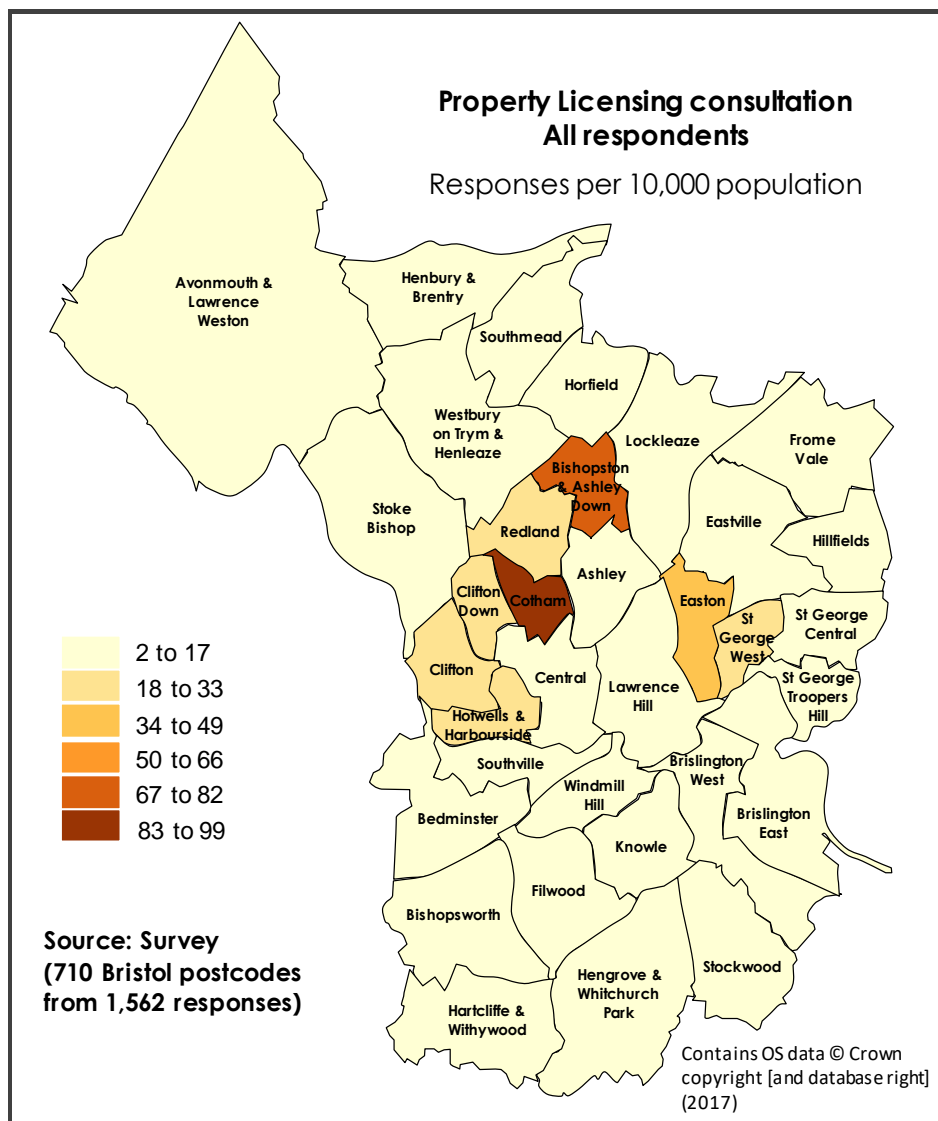 Property Licensing consultation
All respondents
Responses per 10,000 population
Avonmouth &
Lawrence
Weston
Henbury &
Brentry
Southmead
Horfield
Westbury
on Trym &
Henleaze
Lockleaze
Frome
Vale
Bishopston
& Ashley
Down
Stoke
Bishop
Redland
Eastville
Hillfields
Ashley
Clifton
Down
Cotham
Easton
St
George
West
St George
Central
Clifton
Central
Lawrence
Hill
St George
Troopers
Hill
Hotwells &
Harbourside
Southville
Brislington
West
Windmill
Hill
Bedminster
Brislington
East
Knowle
Filwood
Bishopsworth
Stockwood
Hengrove &
Whitchurch
Park
Hartcliffe &
Withywood
2 to 17
18 to 33
34 to 49
50 to 66
67 to 82
83 to 99
Source: Survey
(710 Bristol postcodes
from 1,562 responses)
Contains OS data © Crown
copyright [and database right]
(2017)